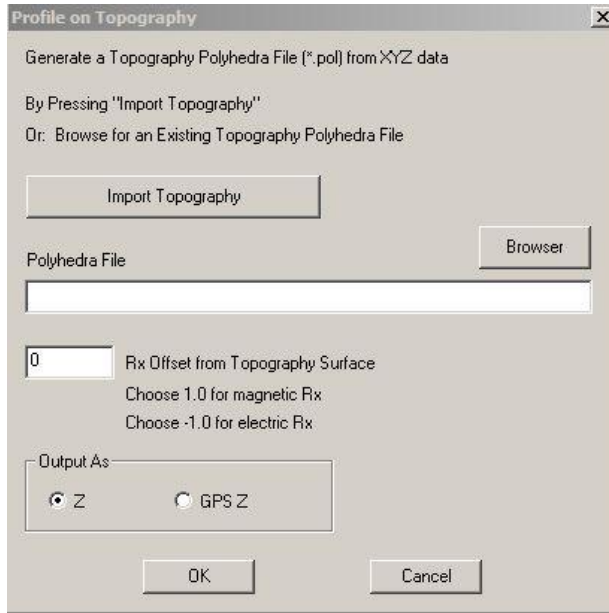 Profile on Topography
Generate a Topography Polyhedra File (*.pol) from XYZ data
By Pressing "Import Topography"
Or: Browse for an Existing Topography Polyhedra File
Import Topography
Browser
Polyhedra File
0
Rx Offset from Topography Surface
Choose 1.0 for magnetic Rx
Choose -1.0 for electric Rx
Output As
Z
GPS Z
OK
Cancel